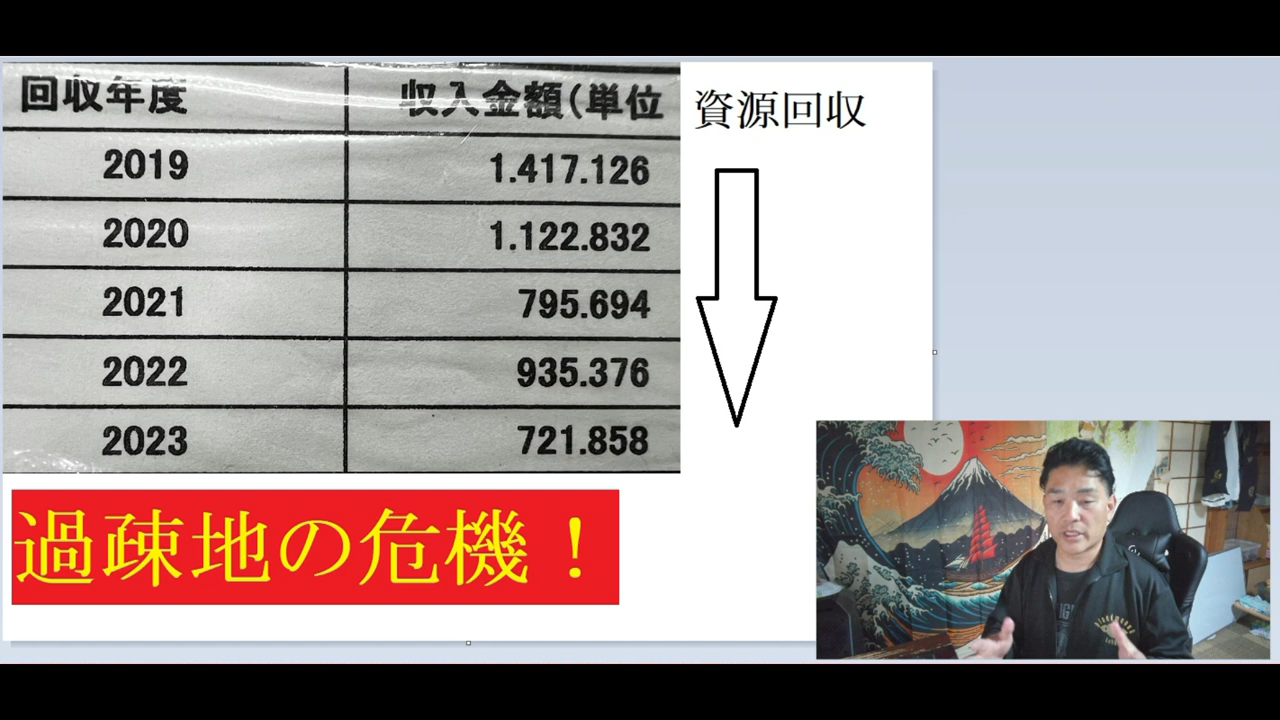 回収年度 収入金額(単位
2019 1.417.126
2020 1.122.832
2021 795.694
2022 935.376
2023 721.858
資源回収
過疎地の危機！